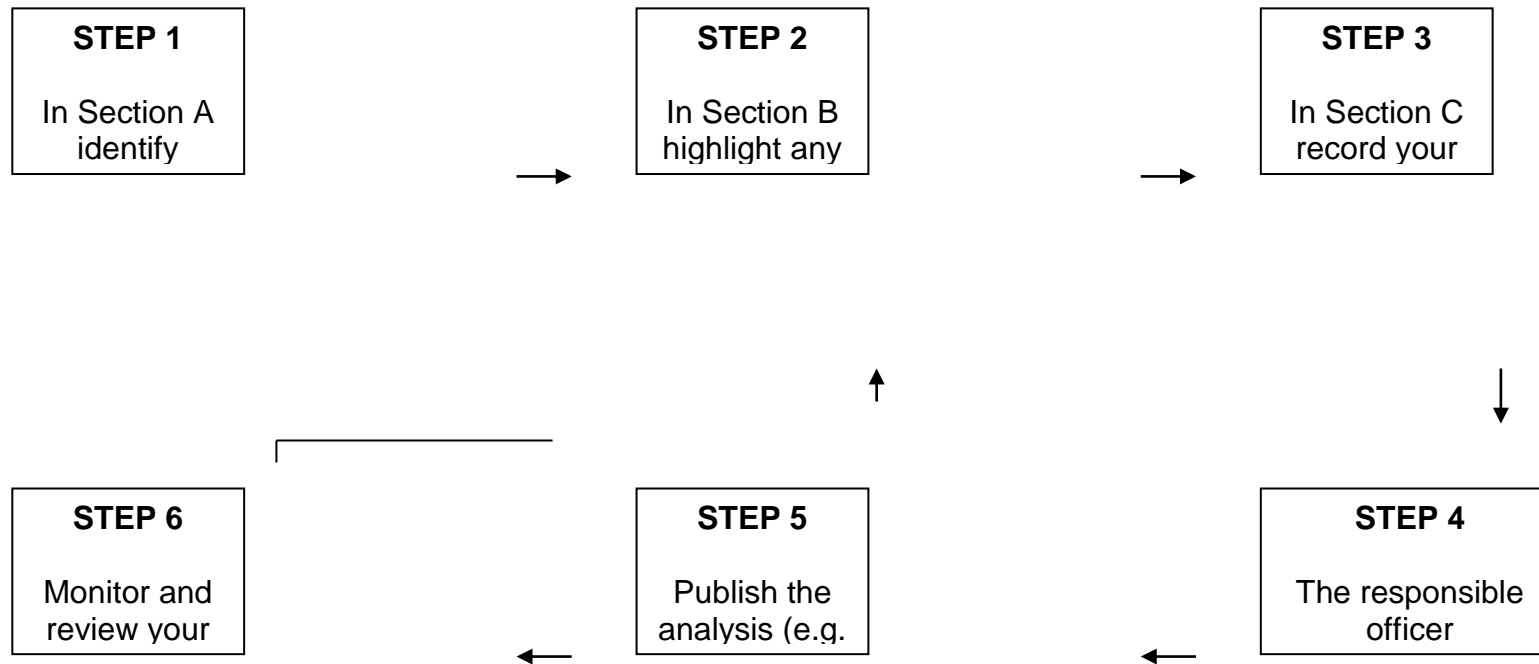 STEP 1
In Section A
identify
STEP 2
In Section B
highlight any
STEP 3
In Section C
record your
STEP 6
Monitor and
review your
STEP 5
Publish the
analysis (e.g.
STEP 4
The responsible
officer